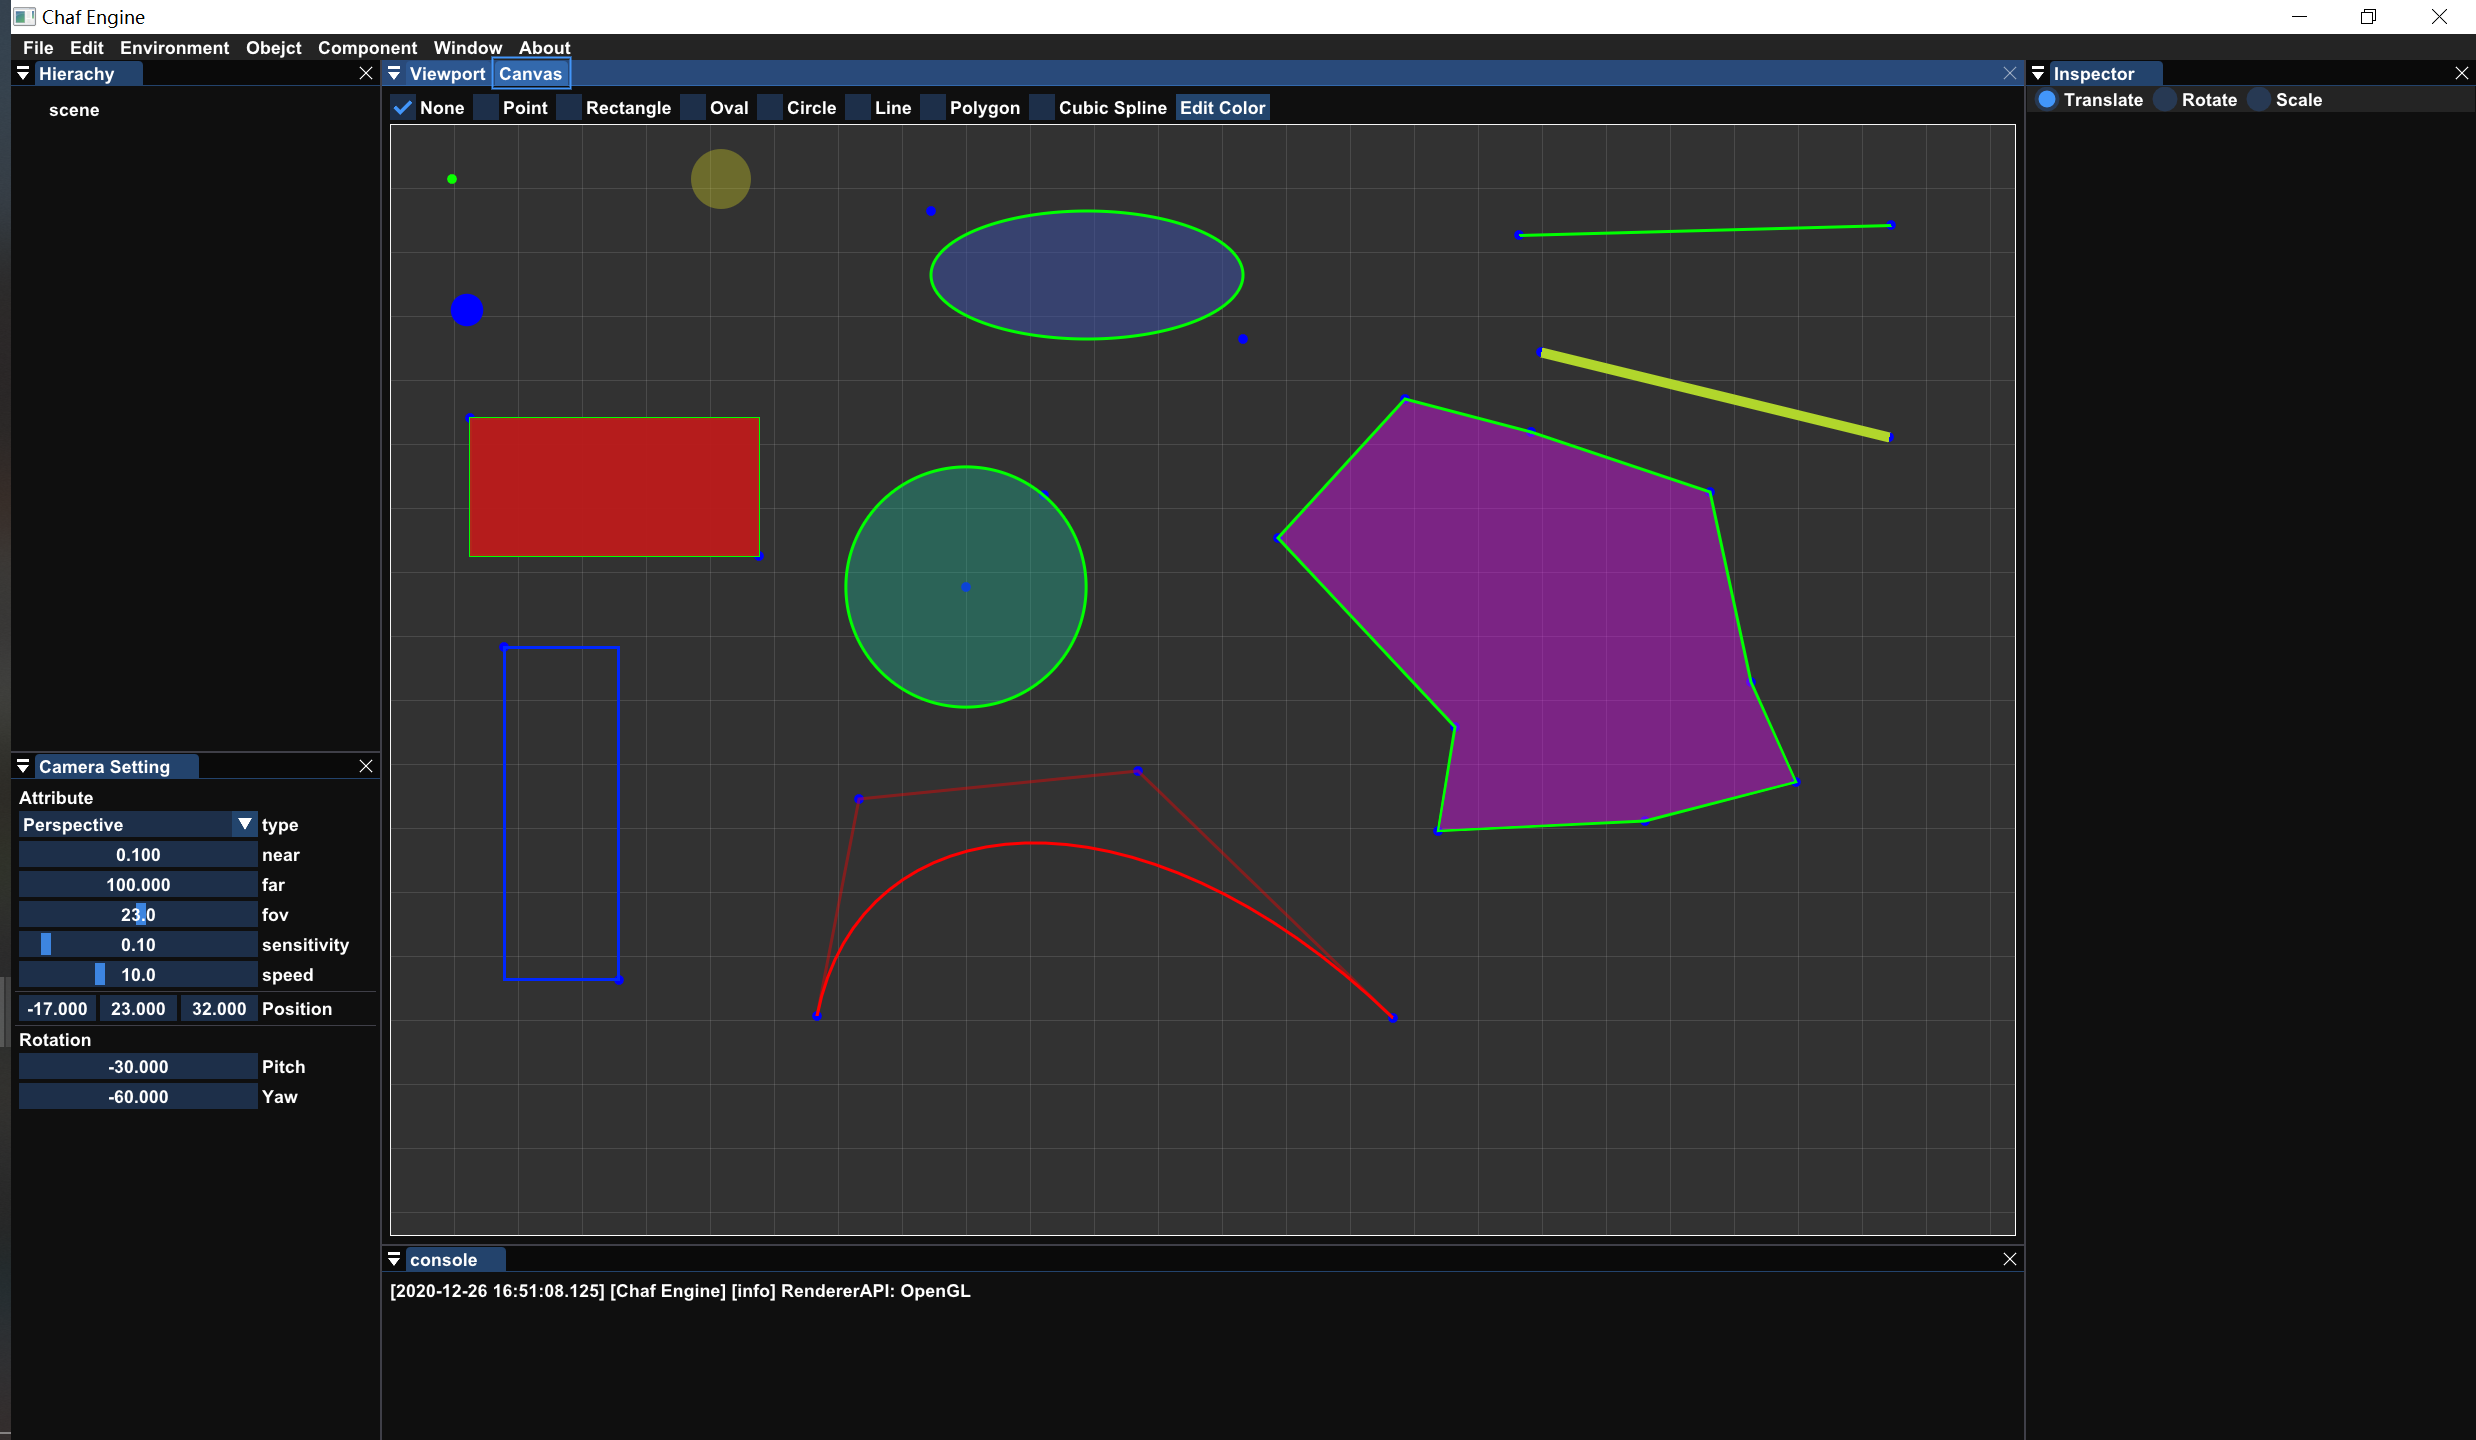 Chaf Engine
File Edit Environment Obejct Component Window About
Hierachy
scene
Viewport Canvas
None Point Rectangle Oval Circle Line Polygon Cubic Spline Edit Color
Inspector
Translate Rotate Scale
Camera Setting
Attribute
Perspective type
0.100 near
100.000 far
23.0 fov
0.10 sensitivity
10.0 speed
-17.000 23.000 32.000 Position
Rotation
-30.000 Pitch
-60.000 Yaw
console
[2020-12-26 16:51:08.125] [Chaf Engine] [info] RendererAPI: OpenGL